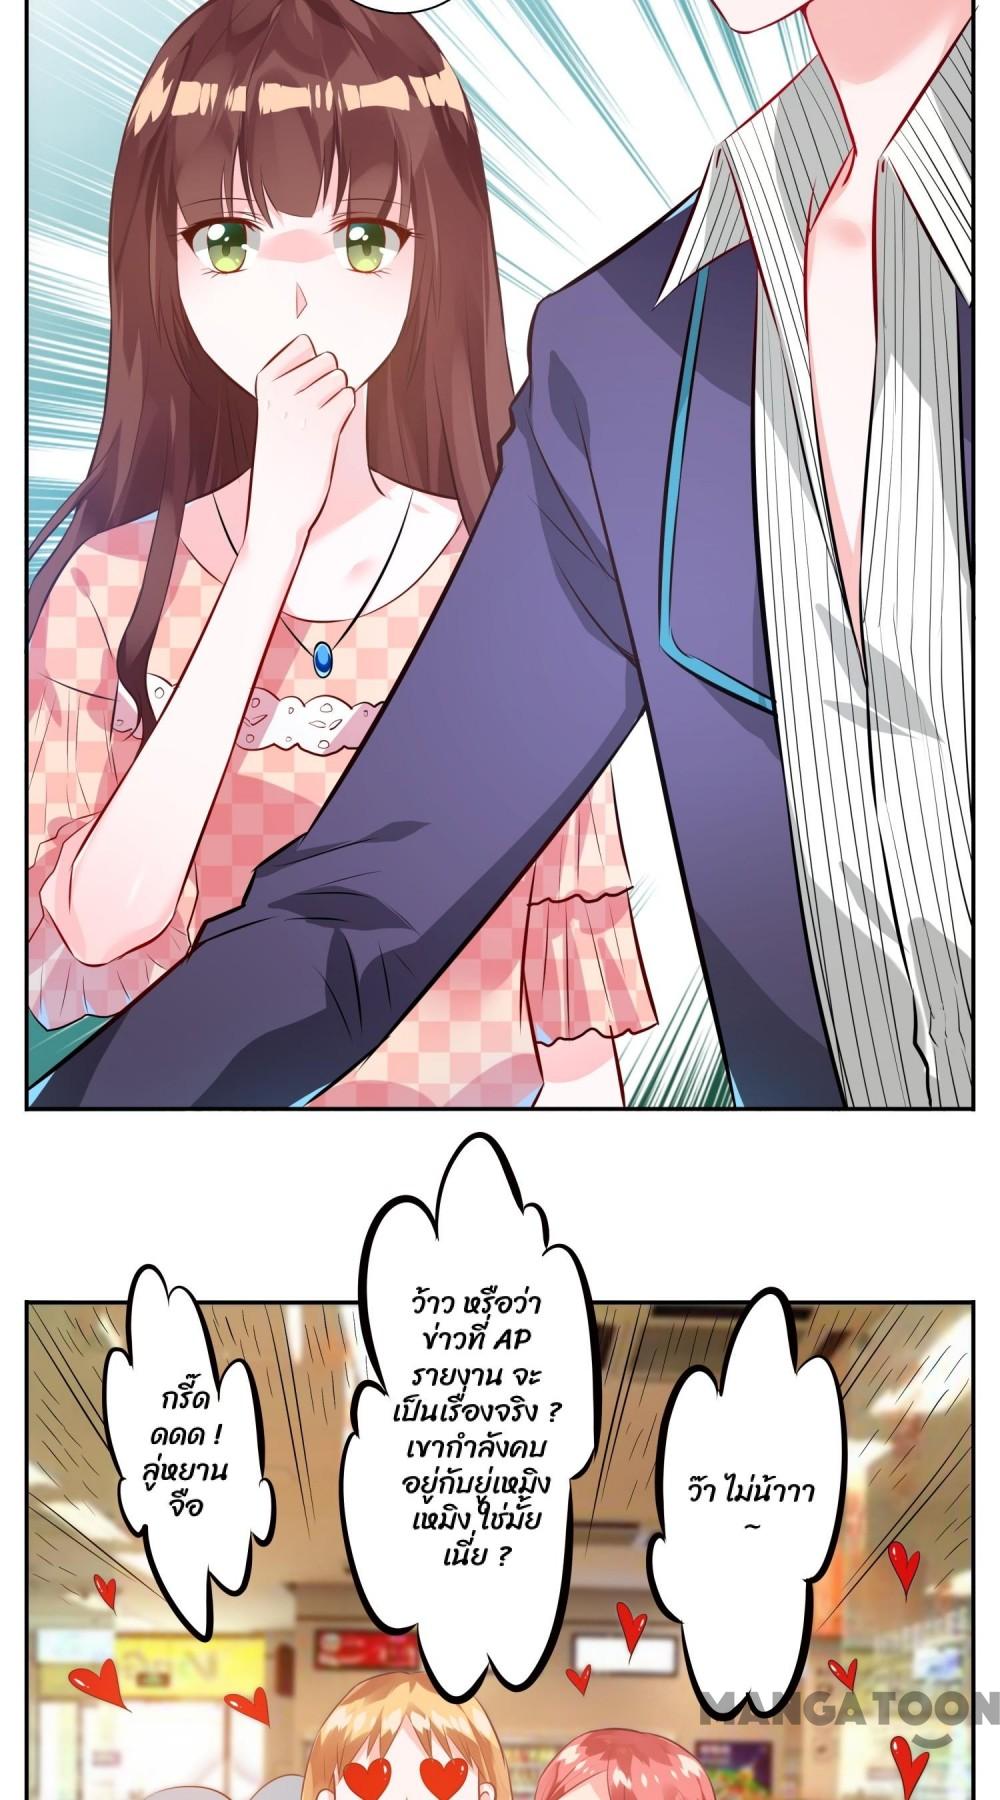 กรี๊ด
ดดด !
ลู่หยาน
จือ
ว้าว หรือว่า
ข่าวที่ AP
รายงาน จะ
เป็นเรื่องจริง ?
เขากำลังคบ
อยู่กับยู่เหมิง
เหมิง ใช่มั้ย
เนี่ย ?
ว๊า ไม่น้าาา
~
MANGATOON